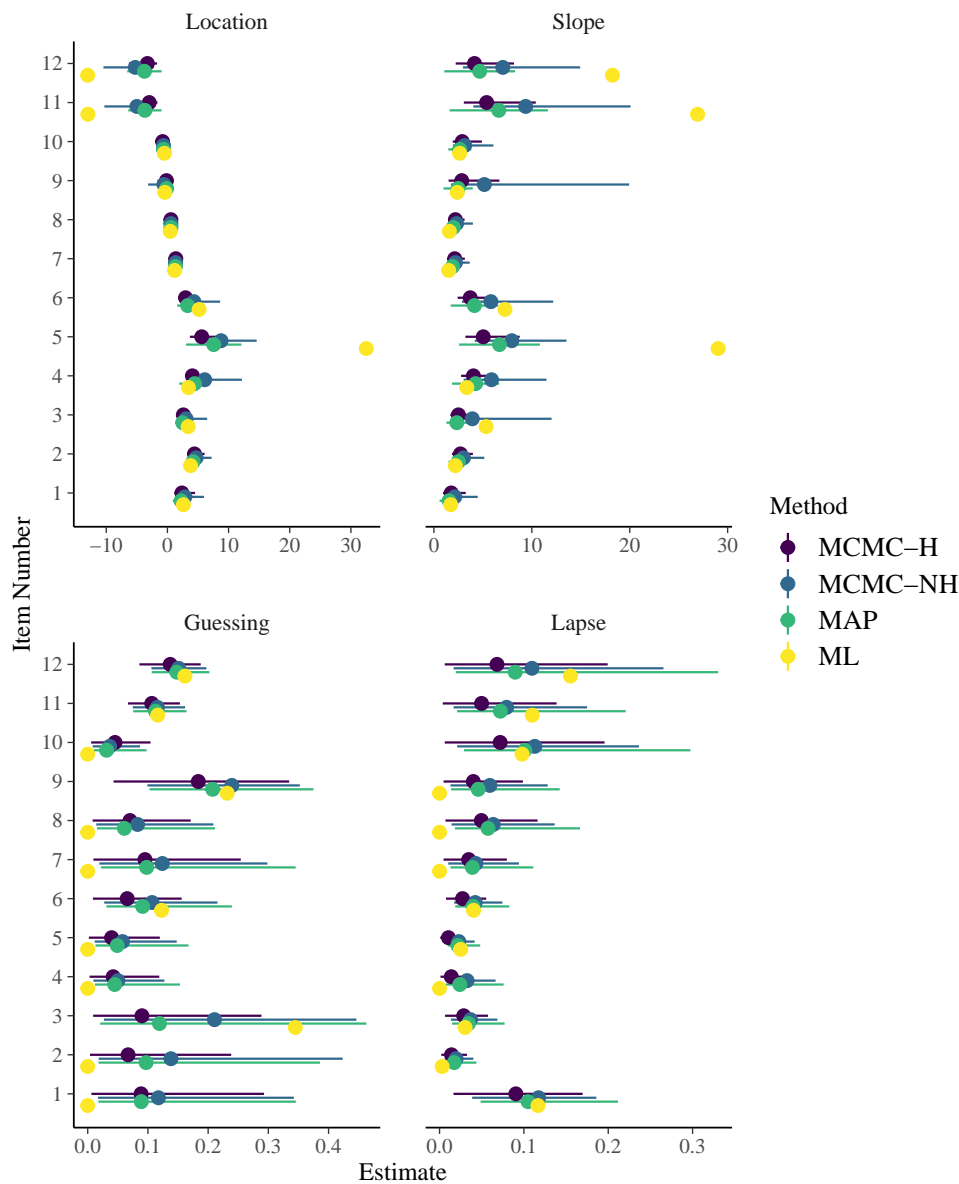 Location
Slope
12
11
10
9
8
7
6
5
4
3
2
1
−10 0 10 20 30
0 10 20 30
Item Number
Method
MCMC−H
MCMC−NH
MAP
ML
Guessing
Lapse
12
11
10
9
8
7
6
5
4
3
2
1
0.0 0.1 0.2 0.3 0.4
0.0 0.1 0.2 0.3
Estimate